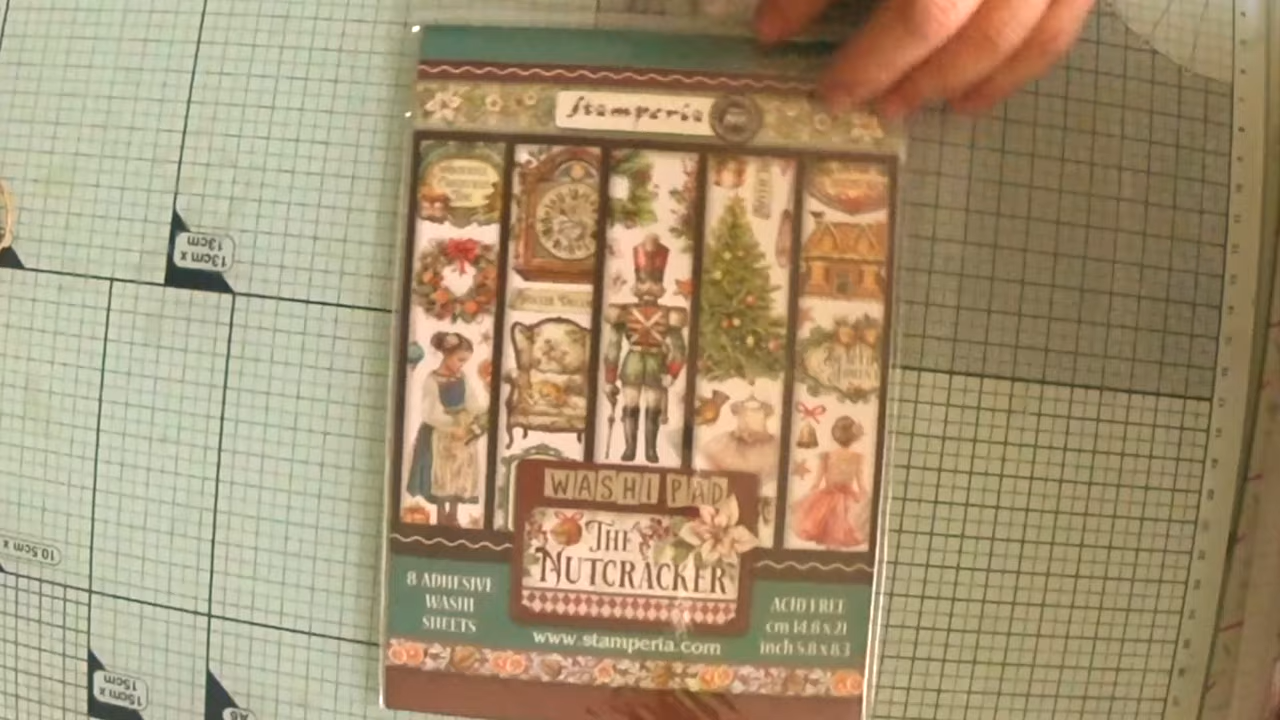 Stamperia
WASHI PAD
THE
NUTCRACKER
8 ADHESIVE
WASHI
SHEETS
ACID FREE
cm 14.8 x 21
inch 5.8 x 8.3
www.stamperia.com
13cm x
13cm
10.5cm x
15cm x
15cm
A6